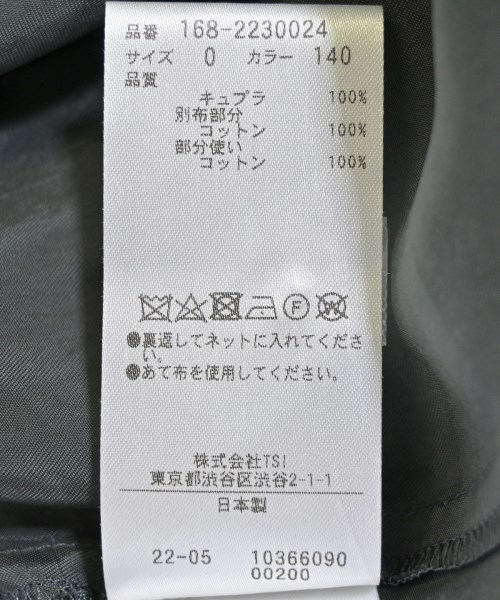 品番 168-2230024
サイズ 0 カラー 140
品質
キュプラ 100%
別布部分
コットン 100%
部分使い
コットン 100%
F W
●裏返してネットに入れてくださ
い。
●あて布を使用してください。
株式会社TSI
東京都渋谷区渋谷2-1-1
日本製
22-05 10366090
00200